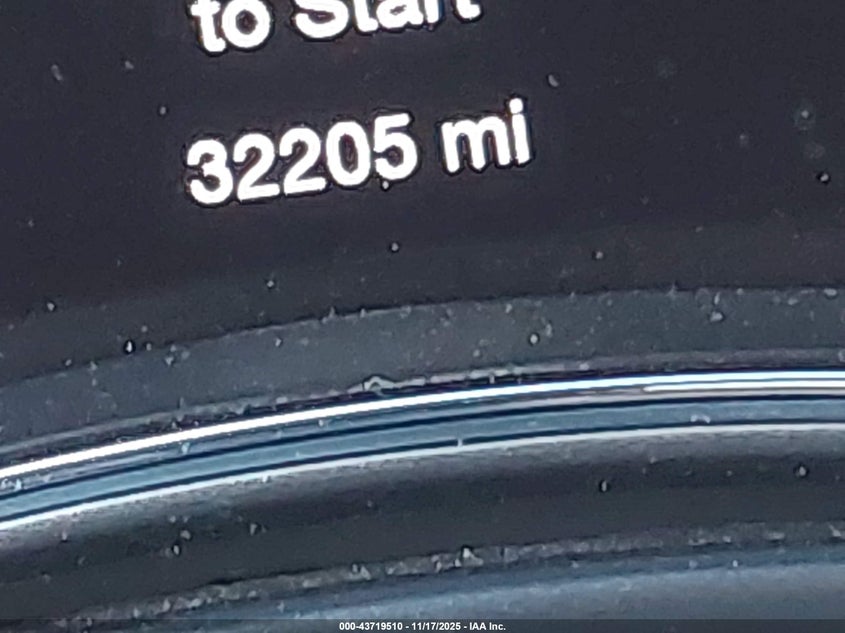 to Start
32205 mi
000-43719510 - 11/17/2025 - IAA Inc.